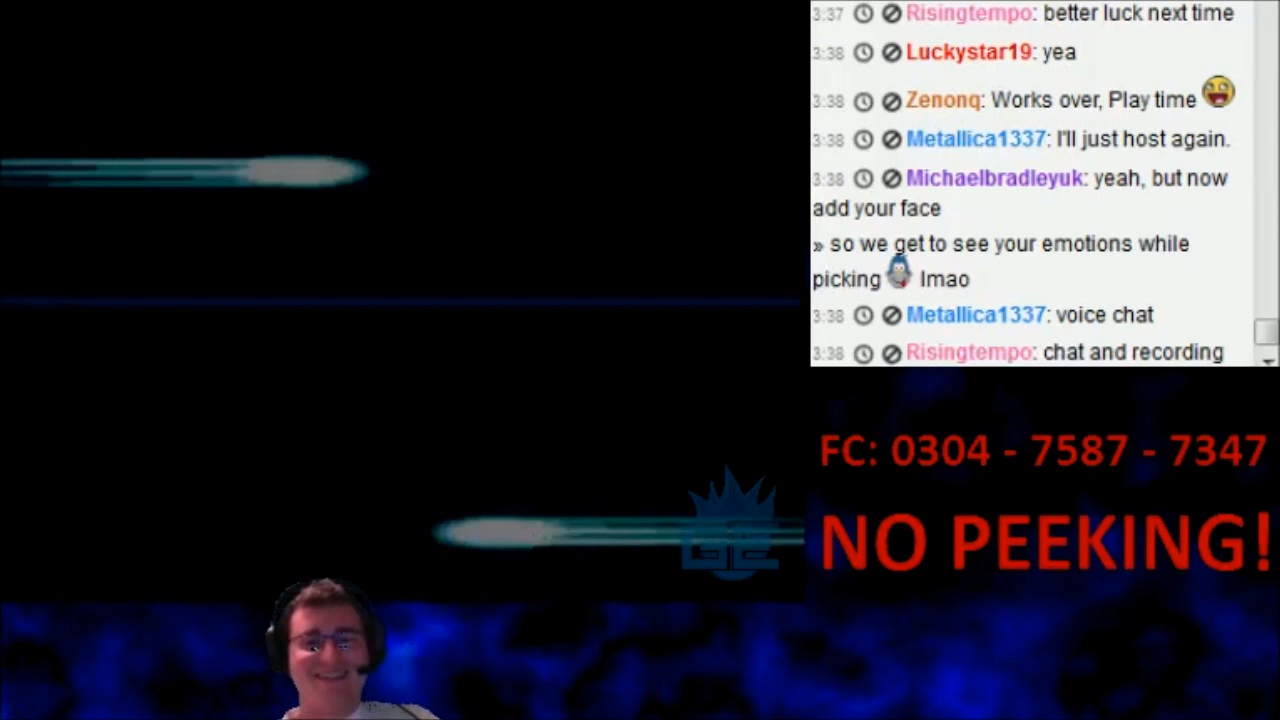 3:37 Risingtempo: better luck next time
3:38 Luckystar19: yea
3:38 Zenonq: Works over, Play time
3:38 Metallica1337: I'll just host again.
3:38 Michaelbradleyuk: yeah, but now
add your face
» so we get to see your emotions while
picking lmao
3:38 Metallica1337: voice chat
3:38 Risingtempo: chat and recording
FC: 0304 - 7587 - 7347
NO PEEKING!